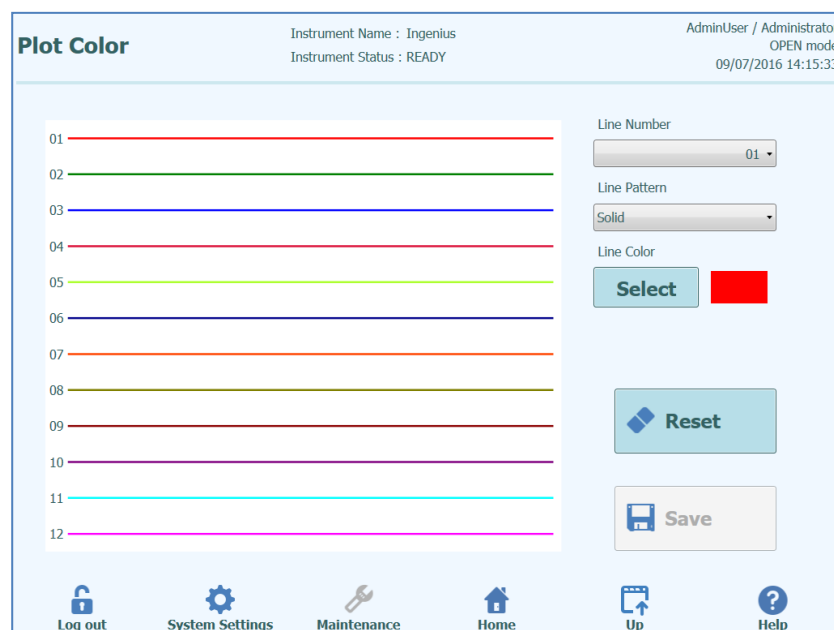 Plot Color
Instrument Name : Ingenius
Instrument Status : READY
AdminUser / Administrator
OPEN mode
09/07/2016 14:15:33
01
02
03
04
05
06
07
08
09
10
11
12
Line Number
01
Line Pattern
Solid
Line Color
Select
Reset
Save
Log out
System Settings
Maintenance
Home
Up
Help